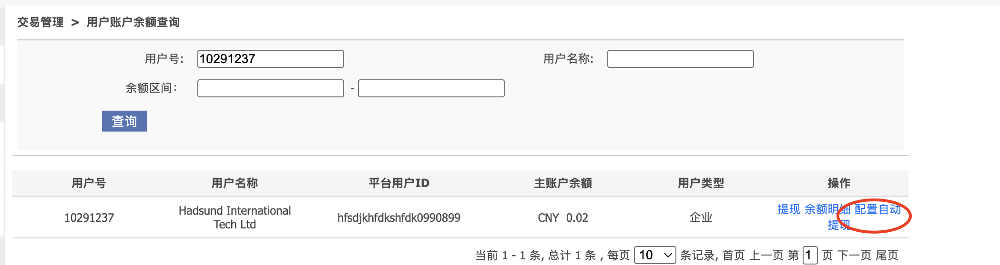 交易管理 > 用户账户余额查询
用户号: 10291237 用户名称:
余额区间: -
查询
用户号 用户名称 平台用户ID 主账户余额 用户类型 操作
10291237 Hadsund International Tech Ltd hfsdjkhfdkshfdk0990899 CNY 0.02 企业 提现 余额明细 配置自动提现
当前 1 - 1 条, 总计 1 条 , 每页 10 条记录, 首页 上一页 第 1 页 下一页 尾页